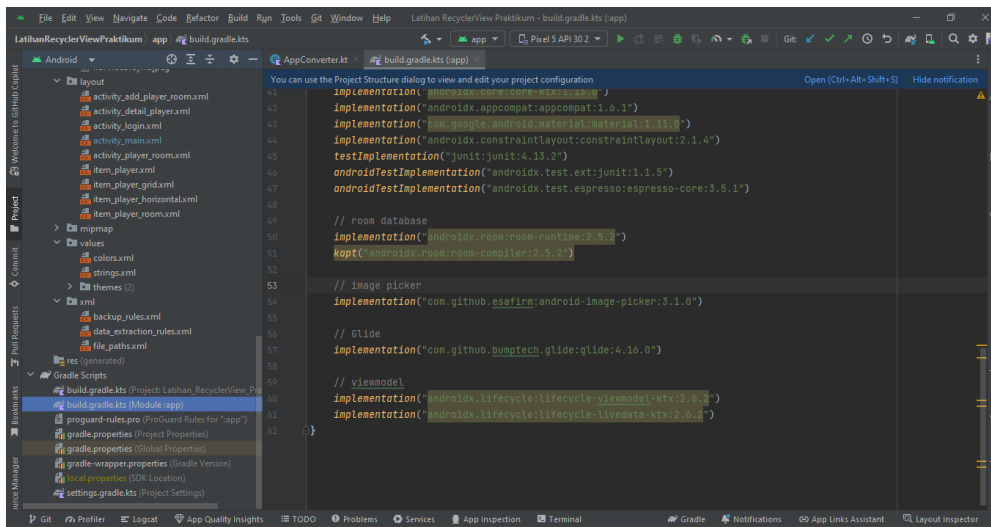 File Edit View Navigate Code Refactor Build Run Tools Git Window Help Latihan RecyclerView Praktikum - build.gradle.kts (:app)
LatihanRecyclerViewPraktikum app build.gradle.kts app Pixel 5 API 30 2 Git:
Android AppConverter.kt build.gradle.kts (:app)
You can use the Project Structure dialog to view and edit your project configuration Open (Ctrl+Alt+Shift+S) Hide notification
layout
activity_add_player_room.xml
activity_detail_player.xml
activity_login.xml
activity_main.xml
activity_player_room.xml
item_player.xml
item_player_grid.xml
item_player_horizontal.xml
item_player_room.xml
mipmap
values
colors.xml
strings.xml
themes (2)
xml
backup_rules.xml
data_extraction_rules.xml
file_paths.xml
res (generated)
Gradle Scripts
build.gradle.kts (Project: Latihan_RecyclerView_Pra
build.gradle.kts (Module :app)
proguard-rules.pro (ProGuard Rules for ":app")
gradle.properties (Project Properties)
gradle.properties (Global Properties)
gradle-wrapper.properties (Gradle Version)
local.properties (SDK Location)
settings.gradle.kts (Project Settings)
41 implementation("androidx.core:core-ktx:1.13.0")
42 implementation("androidx.appcompat:appcompat:1.6.1")
43 implementation("com.google.android.material:material:1.11.0")
44 implementation("androidx.constraintlayout:constraintlayout:2.1.4")
45 testImplementation("junit:junit:4.13.2")
46 androidTestImplementation("androidx.test.ext:junit:1.1.5")
47 androidTestImplementation("androidx.test.espresso:espresso-core:3.5.1")
48
49 // room database
50 implementation("androidx.room:room-runtime:2.5.2")
51 kapt("androidx.room:room-compiler:2.5.2")
52
53 // image picker
54 implementation("com.github.esafirm:android-image-picker:3.1.0")
55
56 // Glide
57 implementation("com.github.bumptech.glide:glide:4.16.0")
58
59 // viewmodel
60 implementation("androidx.lifecycle:lifecycle-viewmodel-ktx:2.6.2")
61 implementation("androidx.lifecycle:lifecycle-livedata-ktx:2.6.2")
62 }
Welcome to GitHub Copilot
Project
Commit
Pull Requests
Bookmarks
Git Profiler Logcat App Quality Insights TODO Problems Services App Inspection Terminal Gradle Notifications App Links Assistant Layout Inspector